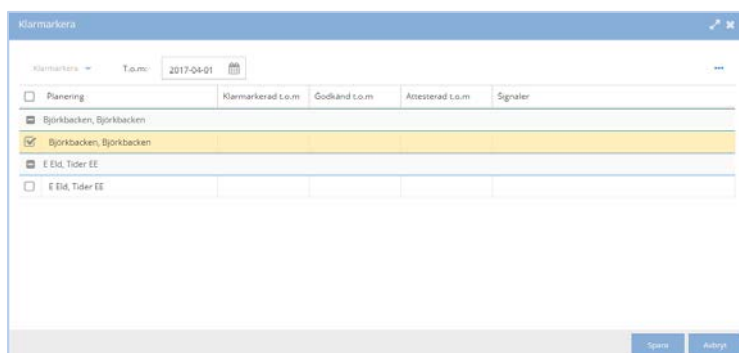 Klarmarkera
Klarmarkera T.o.m: 2017-04-01
Planering Klarmarkerad t.o.m Godkänd t.o.m Attesterad t.o.m Signaler
Björkbacken, Björkbacken
Björkbacken, Björkbacken
E Eld, Tider EE
E Eld, Tider EE
Spara Avbryt